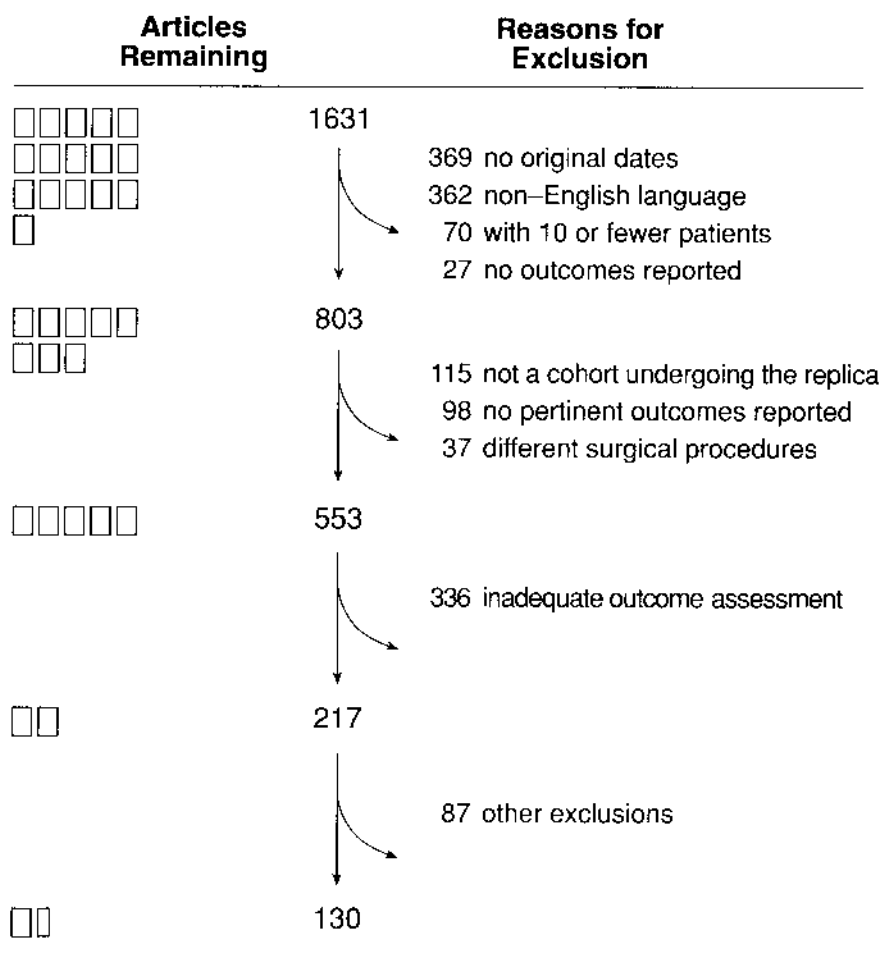 Articles
Remaining
Reasons for
Exclusion
1631
369 no original dates
362 non–English language
70 with 10 or fewer patients
27 no outcomes reported
803
115 not a cohort undergoing the replica
98 no pertinent outcomes reported
37 different surgical procedures
553
336 inadequate outcome assessment
217
87 other exclusions
130